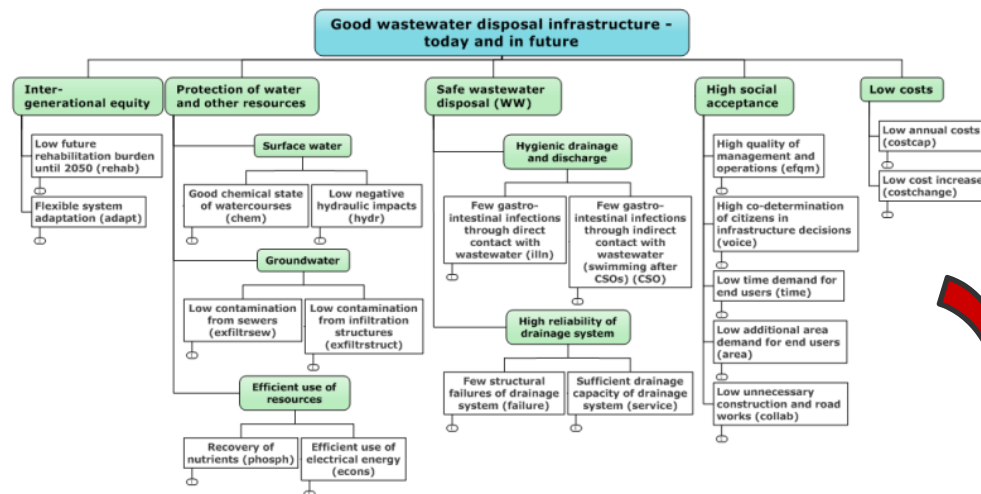 Good wastewater disposal infrastructure -
today and in future
Inter-
generational equity
Low future
rehabilitation burden
until 2050 (rehab)
Flexible system
adaptation (adapt)
Protection of water
and other resources
Surface water
Good chemical state
of watercourses
(chem)
Low negative
hydraulic impacts
(hydr)
Groundwater
Low contamination
from sewers
(exfiltrsew)
Low contamination
from infiltration
structures
(exfiltrstruct)
Efficient use of
resources
Recovery of
nutrients (phosph)
Efficient use of
electrical energy
(econs)
Safe wastewater
disposal (WW)
Hygienic drainage
and discharge
Few gastro-
intestinal infections
through direct
contact with
wastewater (illn)
Few gastro-
intestinal infections
through indirect
contact with
wastewater
(swimming after
CSOs) (CSO)
High reliability of
drainage system
Few structural
failures of drainage
system (failure)
Sufficient drainage
capacity of drainage
system (service)
High social
acceptance
High quality of
management and
operations (efqm)
High co-determination
of citizens in
infrastructure decisions
(voice)
Low time demand for
end users (time)
Low additional area
demand for end users
(area)
Low unnecessary
construction and road
works (collab)
Low costs
Low annual costs
(costcap)
Low cost increase
(costchange)